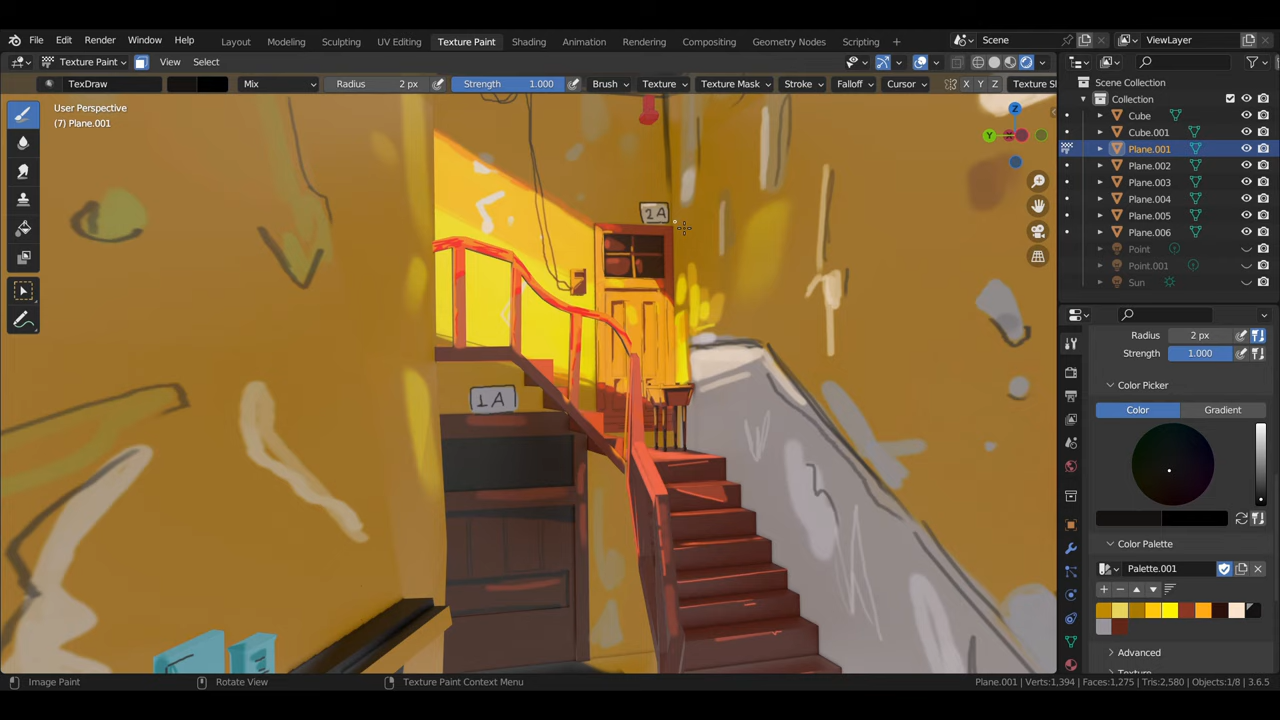 File Edit Render Window Help Layout Modeling Sculpting UV Editing Texture Paint Shading Animation Rendering Compositing Geometry Nodes Scripting + Scene ViewLayer
Texture Paint View Select
TexDraw Mix Radius 2 px Strength 1.000 Brush Texture Texture Mask Stroke Falloff Cursor X Y Z Texture S
User Perspective
(7) Plane.001
Z
Y
2A
1A
Scene Collection
Collection
Cube
Cube.001
Plane.001
Plane.002
Plane.003
Plane.004
Plane.005
Plane.006
Point
Point.001
Sun
Radius 2 px
Strength 1.000
Color Picker
Color Gradient
Color Palette
Palette.001
Advanced
Image Paint Rotate View Texture Paint Context Menu Plane.001 | Verts:1,394 | Faces:1,275 | Tris:2,580 | Objects:1/8 | 3.6.5